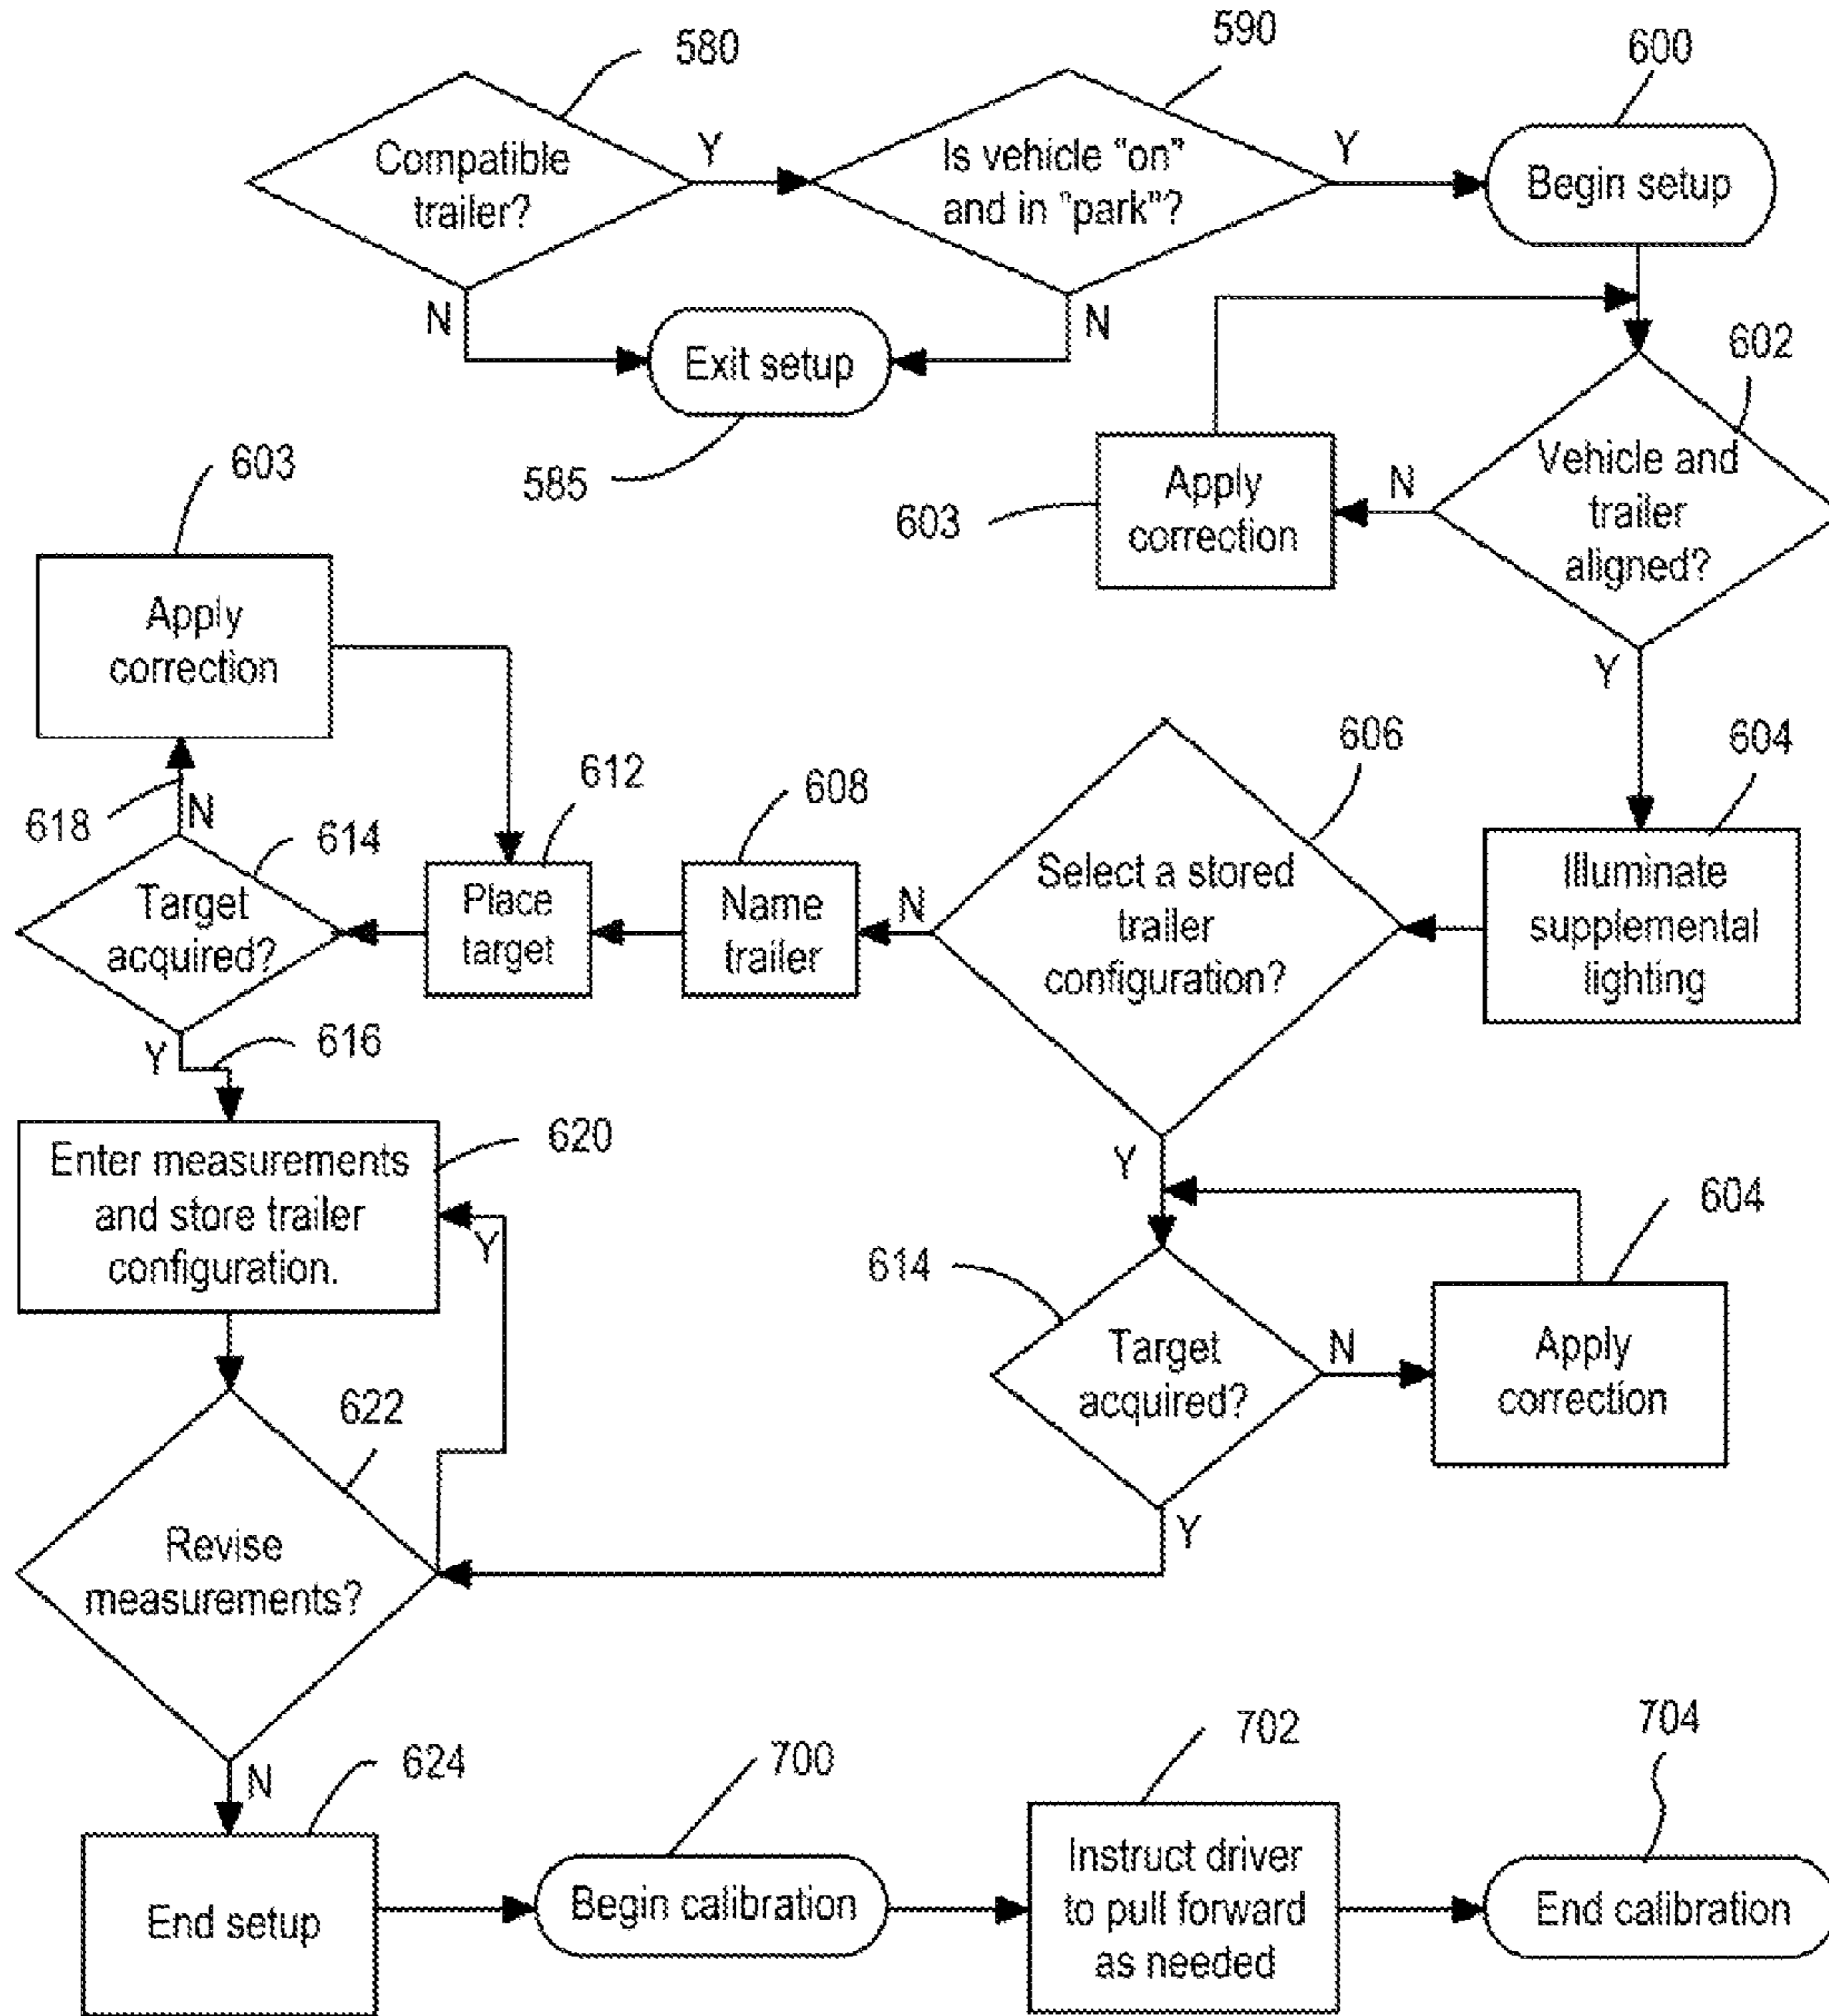 580
590
600
Compatible
trailer?
Y
Is vehicle "on"
and in "park"?
Y
Begin setup
N
N
Exit setup
585
602
Vehicle and
trailer
aligned?
N
Apply
correction
603
Y
603
Apply
correction
618
N
614
Target
acquired?
612
Place
target
608
Name
trailer
N
606
Select a stored
trailer
configuration?
604
Illuminate
supplemental
lighting
Y
616
Y
620
Enter measurements
and store trailer
configuration.
Y
604
614
Target
acquired?
N
Apply
correction
Y
622
Revise
measurements?
N
624
End setup
700
Begin calibration
702
Instruct driver
to pull forward
as needed
704
End calibration